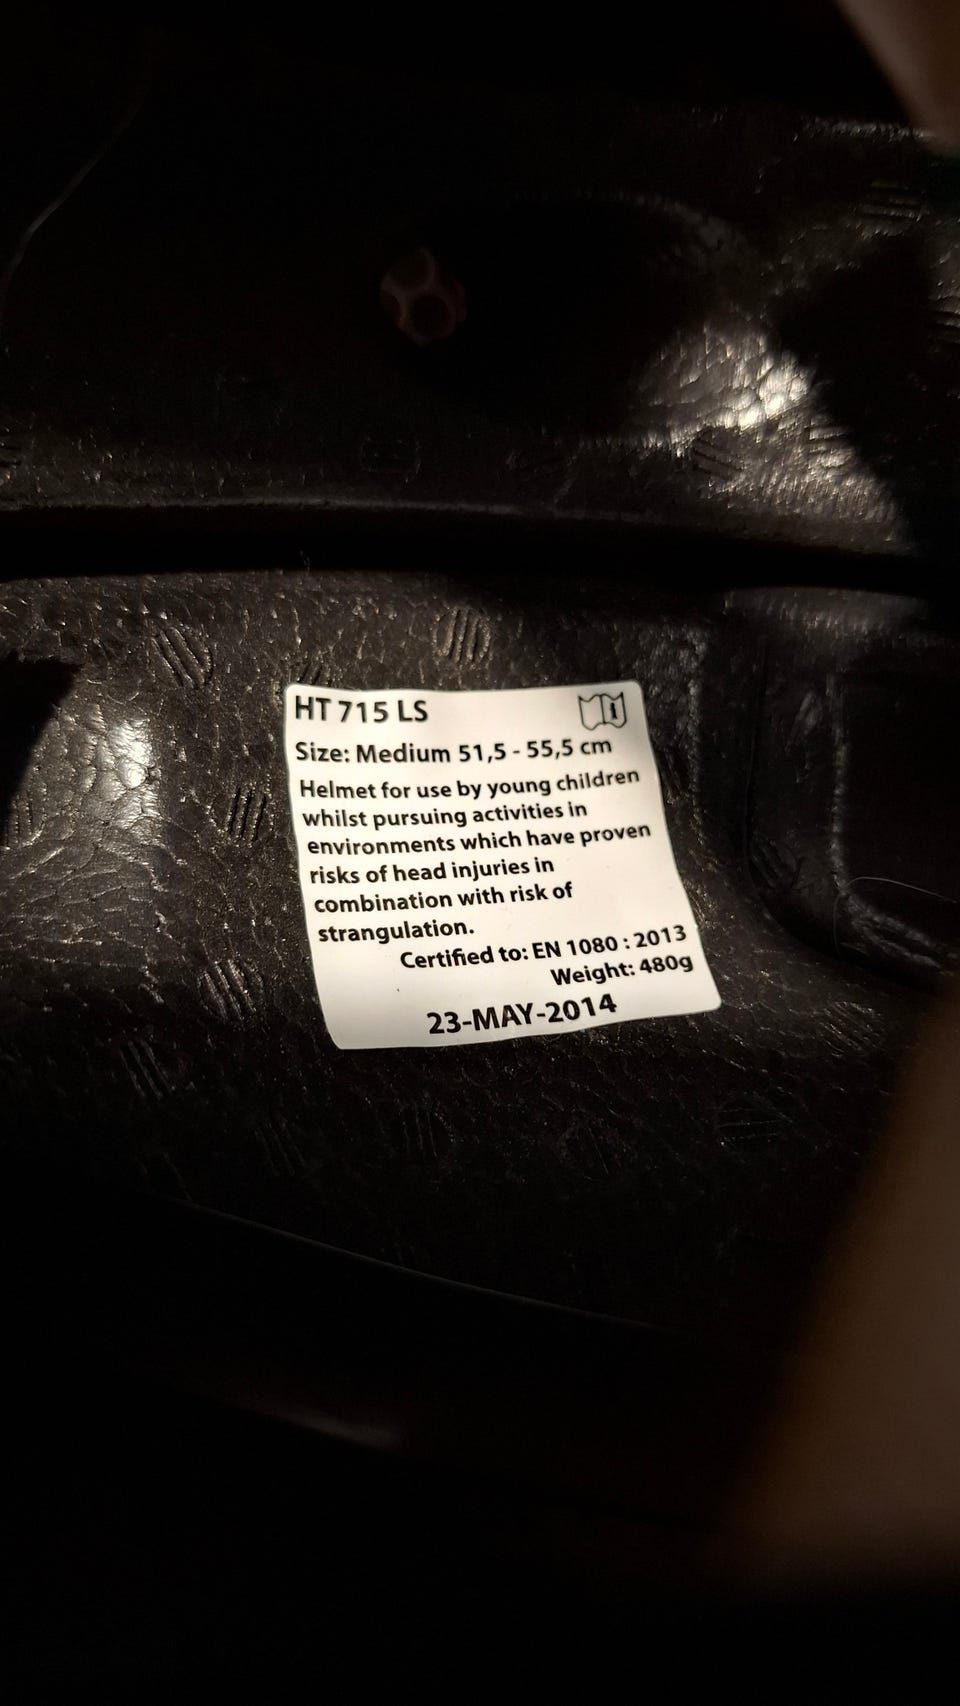 HT 715 LS
Size: Medium 51,5 - 55,5 cm
Helmet for use by young children
whilst pursuing activities in
environments which have proven
risks of head injuries in
combination with risk of
strangulation.
Certified to: EN 1080 : 2013
Weight: 480g
23-MAY-2014